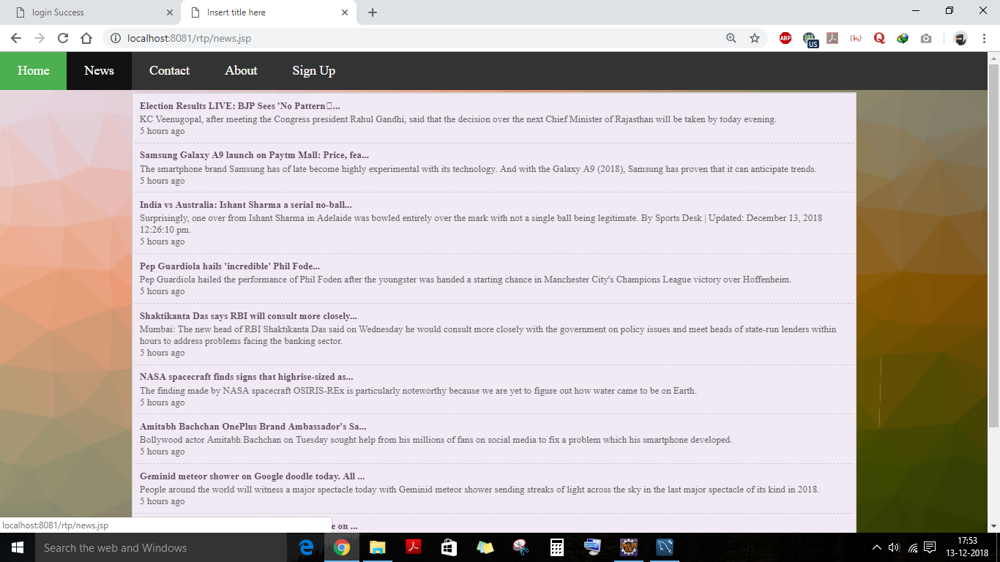 login Success
Insert title here
localhost:8081/rtp/news.jsp
ABP
US
Home
News
Contact
About
Sign Up
Election Results LIVE: BJP Sees 'No Pattern▯...
KC Veenugopal, after meeting the Congress president Rahul Gandhi, said that the decision over the next Chief Minister of Rajasthan will be taken by today evening.
5 hours ago
Samsung Galaxy A9 launch on Paytm Mall: Price, fea...
The smartphone brand Samsung has of late become highly experimental with its technology. And with the Galaxy A9 (2018), Samsung has proven that it can anticipate trends.
5 hours ago
India vs Australia: Ishant Sharma a serial no-ball...
Surprisingly, one over from Ishant Sharma in Adelaide was bowled entirely over the mark with not a single ball being legitimate. By Sports Desk | Updated: December 13, 2018
12:26:10 pm.
5 hours ago
Pep Guardiola hails 'incredible' Phil Fode...
Pep Guardiola hailed the performance of Phil Foden after the youngster was handed a starting chance in Manchester City's Champions League victory over Hoffenheim.
5 hours ago
Shaktikanta Das says RBI will consult more closely...
Mumbai: The new head of RBI Shaktikanta Das said on Wednesday he would consult more closely with the government on policy issues and meet heads of state-run lenders within
hours to address problems facing the banking sector.
5 hours ago
NASA spacecraft finds signs that highrise-sized as...
The finding made by NASA spacecraft OSIRIS-REx is particularly noteworthy because we are yet to figure out how water came to be on Earth.
5 hours ago
Amitabh Bachchan OnePlus Brand Ambassador's Sa...
Bollywood actor Amitabh Bachchan on Tuesday sought help from his millions of fans on social media to fix a problem which his smartphone developed.
5 hours ago
Geminid meteor shower on Google doodle today. All ...
People around the world will witness a major spectacle today with Geminid meteor shower sending streaks of light across the sky in the last major spectacle of its kind in 2018.
5 hours ago
e on ...
localhost:8081/rtp/news.jsp
Search the web and Windows
17:53
13-12-2018